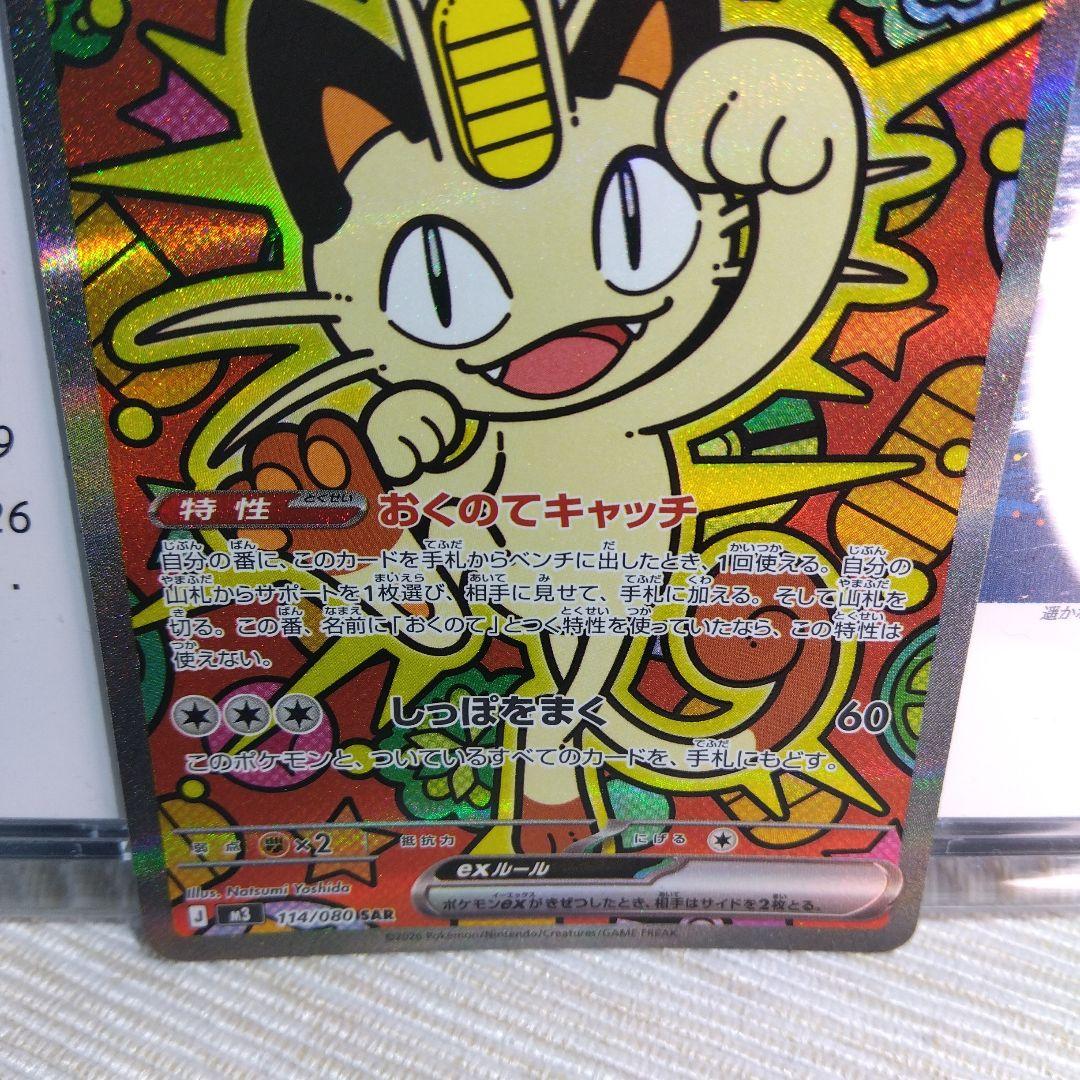 9
26
.
特性 とくせい おくのてキャッチ
自分の番に、このカードを手札からベンチに出したとき、1回使える。自分の
山札からサポートを1枚選び、相手に見せて、手札に加える。そして山札を
切る。この番、名前に「おくのて」とつく特性を使っていたなら、この特性は
使えない。
しっぽをまく 60
このポケモンと、ついているすべてのカードを、手札にもどす。
弱点 ×2 抵抗力 にげる
exルール
ポケモンexがきぜつしたとき、相手はサイドを2枚とる。
Illus. Natsumi Yoshida
J M3 114/080 SAR
©2026 Pokémon/Nintendo/Creatures/GAME FREAK
遥か